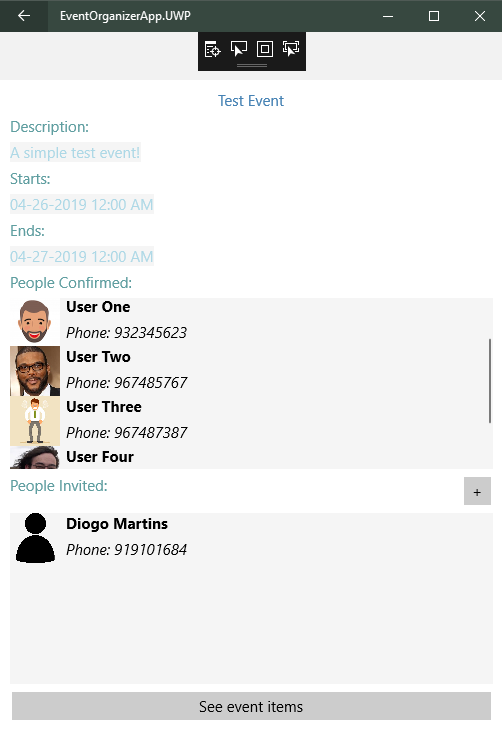 EventOrganizerApp.UWP
Test Event
Description:
A simple test event!
Starts:
04-26-2019 12:00 AM
Ends:
04-27-2019 12:00 AM
People Confirmed:
User One
Phone: 932345623
User Two
Phone: 967485767
User Three
Phone: 967487387
User Four
People Invited:
+
Diogo Martins
Phone: 919101684
See event items